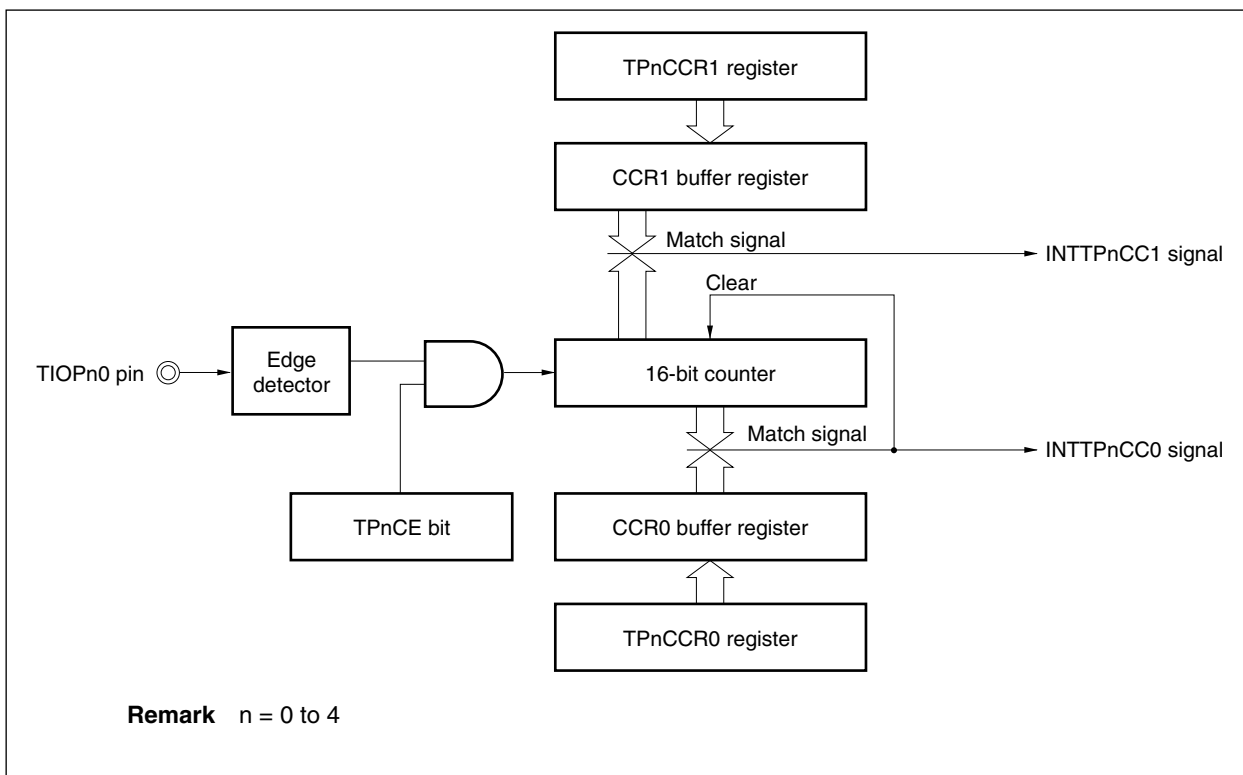 TPnCCR1 register
CCR1 buffer register
Match signal
INTTPnCC1 signal
Clear
TIOPn0 pin
Edge
detector
16-bit counter
Match signal
INTTPnCC0 signal
TPnCE bit
CCR0 buffer register
TPnCCR0 register
Remark n = 0 to 4